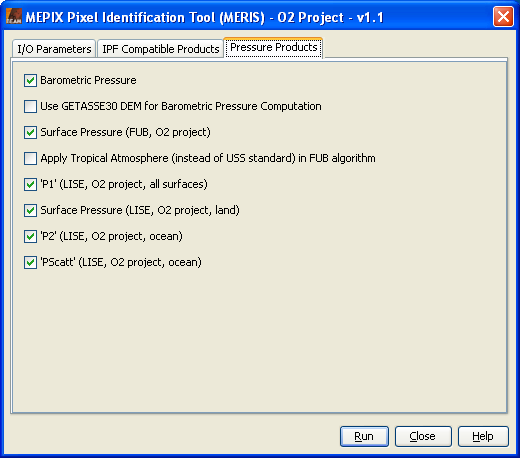 MEPIX Pixel Identification Tool (MERIS) - O2 Project - v1.1
I/O Parameters IPF Compatible Products Pressure Products
Barometric Pressure
Use GETASSE30 DEM for Barometric Pressure Computation
Surface Pressure (FUB, O2 project)
Apply Tropical Atmosphere (instead of USS standard) in FUB algorithm
'P1' (LISE, O2 project, all surfaces)
Surface Pressure (LISE, O2 project, land)
'P2' (LISE, O2 project, ocean)
'PScatt' (LISE, O2 project, ocean)
Run Close Help